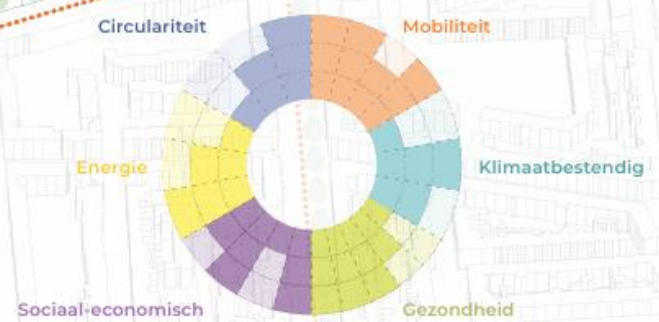 Circulariteit
Mobiliteit
Energie
Klimaatbestendig
Sociaal-economisch
Gezondheid